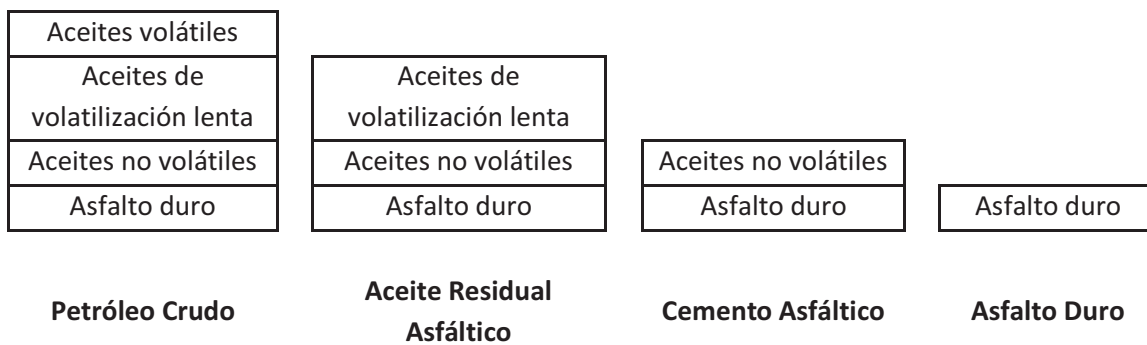 Aceites volátiles
Aceites de
volatilización lenta
Aceites no volátiles
Asfalto duro
Petróleo Crudo
Aceites de
volatilización lenta
Aceites no volátiles
Asfalto duro
Aceite Residual
Asfáltico
Aceites no volátiles
Asfalto duro
Cemento Asfáltico
Asfalto duro
Asfalto Duro